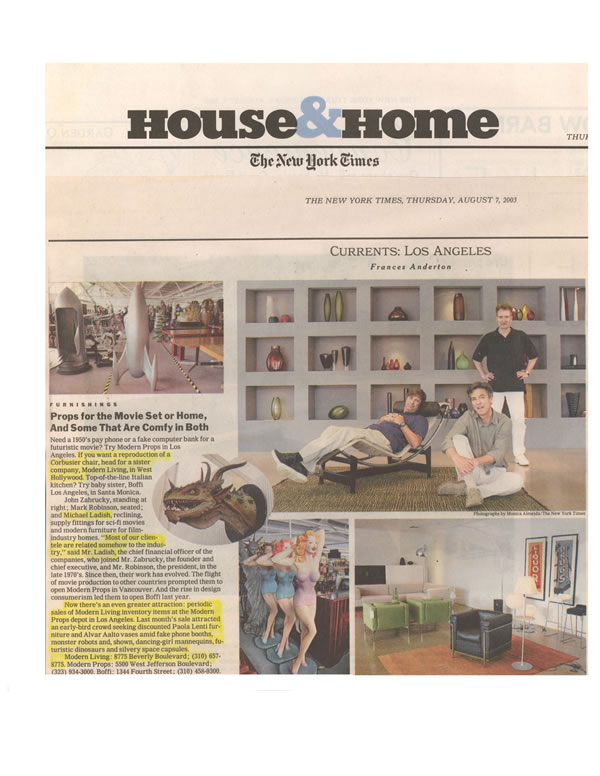 House & Home
THUR
The New York Times
THE NEW YORK TIMES, THURSDAY, AUGUST 7, 2003
CURRENTS: LOS ANGELES
Frances Anderton
Photographs by Monica Almeida/The New York Times
FURNISHINGS
Props for the Movie Set or Home,
And Some That Are Comfy in Both
Need a 1950's pay phone or a fake computer bank for a
futuristic movie? Try Modern Props in Los
Angeles. If you want a reproduction of a
Corbusier chair, head for a sister
company, Modern Living, in West
Hollywood. Top-of-the-line Italian
kitchen? Try baby sister, Boffi
Los Angeles, in Santa Monica.
John Zabrucky, standing at
right; Mark Robinson, seated;
and Michael Ladish, reclining,
supply fittings for sci-fi movies
and modern furniture for film-
industry homes. "Most of our clien-
tele are related somehow to the indus-
try," said Mr. Ladish, the chief financial officer of the
companies, who joined Mr. Zabrucky, the founder and
chief executive, and Mr. Robinson, the president, in the
late 1970's. Since then, their work has evolved. The flight
of movie production to other countries prompted them to
open Modern Props in Vancouver. And the rise in design
consumerism led them to open Boffi last year.
Now there's an even greater attraction: periodic
sales of Modern Living inventory items at the Modern
Props depot in Los Angeles. Last month's sale attracted
an early-bird crowd seeking discounted Paola Lenti fur-
niture and Alvar Aalto vases amid fake phone booths,
monster robots and, shown, dancing-girl mannequins, fu-
turistic dinosaurs and silvery space capsules.
Modern Living: 8775 Beverly Boulevard; (310) 657-
8775. Modern Props: 5500 West Jefferson Boulevard;
(323) 934-3000. Boffi: 1344 Fourth Street; (310) 458-9300.
LIQUOR